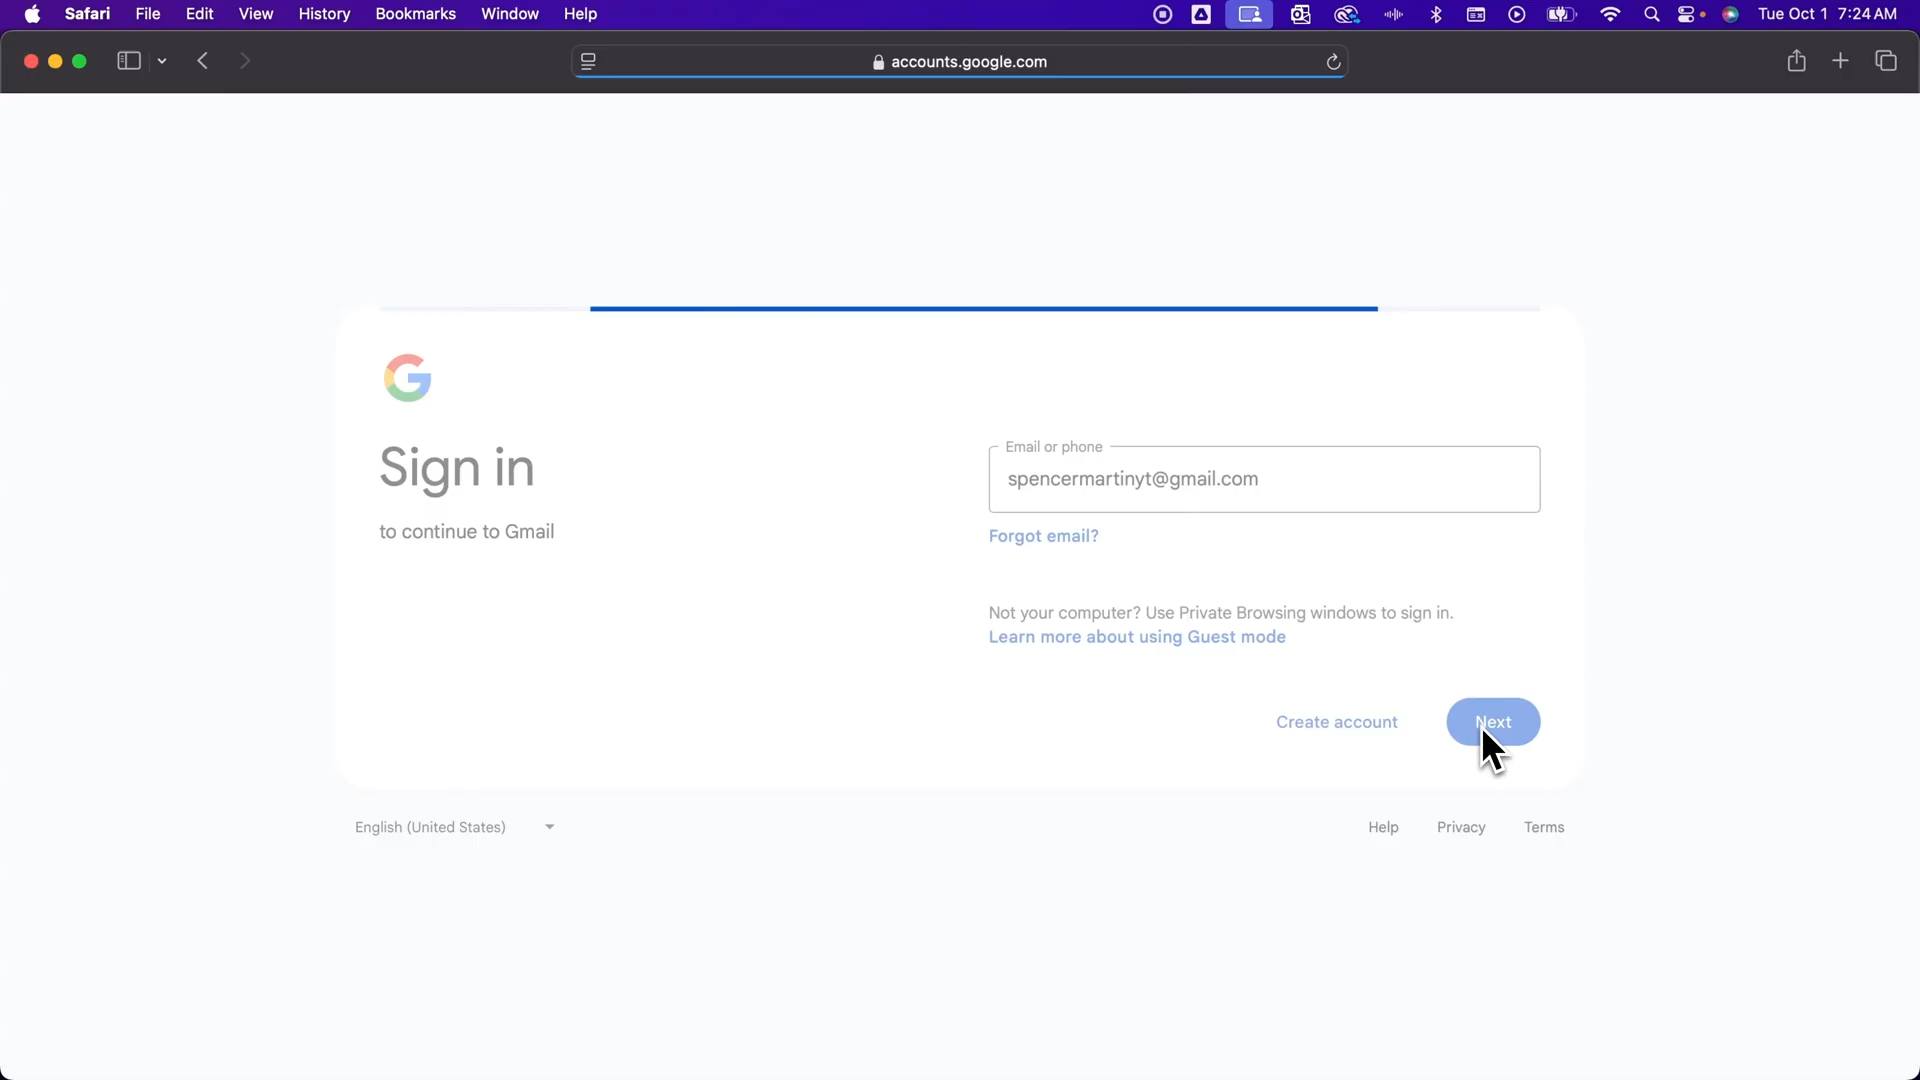 Safari File Edit View History Bookmarks Window Help Tue Oct 1 7:24 AM
accounts.google.com
Sign in
to continue to Gmail
Email or phone
spencermartinyt@gmail.com
Forgot email?
Not your computer? Use Private Browsing windows to sign in.
Learn more about using Guest mode
Create account Next
English (United States) Help Privacy Terms